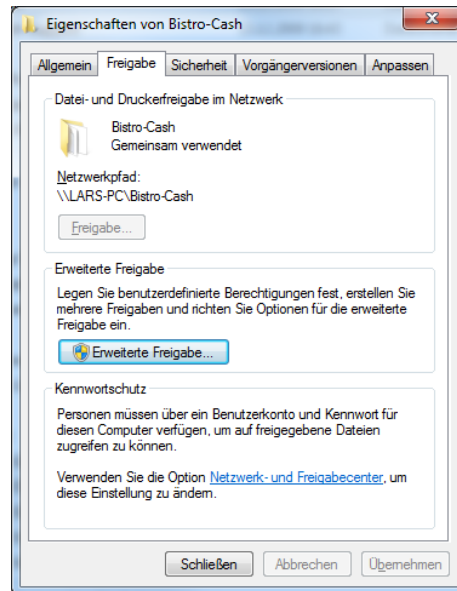 Eigenschaften von Bistro-Cash
Allgemein Freigabe Sicherheit Vorgängerversionen Anpassen
Datei- und Druckerfreigabe im Netzwerk
Bistro-Cash
Gemeinsam verwendet
Netzwerkpfad:
\\LARS-PC\Bistro-Cash
Freigabe...
Erweiterte Freigabe
Legen Sie benutzerdefinierte Berechtigungen fest, erstellen Sie
mehrere Freigaben und richten Sie Optionen für die erweiterte
Freigabe ein.
Erweiterte Freigabe...
Kennwortschutz
Personen müssen über ein Benutzerkonto und Kennwort für
diesen Computer verfügen, um auf freigegebene Dateien
zugreifen zu können.
Verwenden Sie die Option Netzwerk- und Freigabecenter, um
diese Einstellung zu ändern.
Schließen Abbrechen Übernehmen